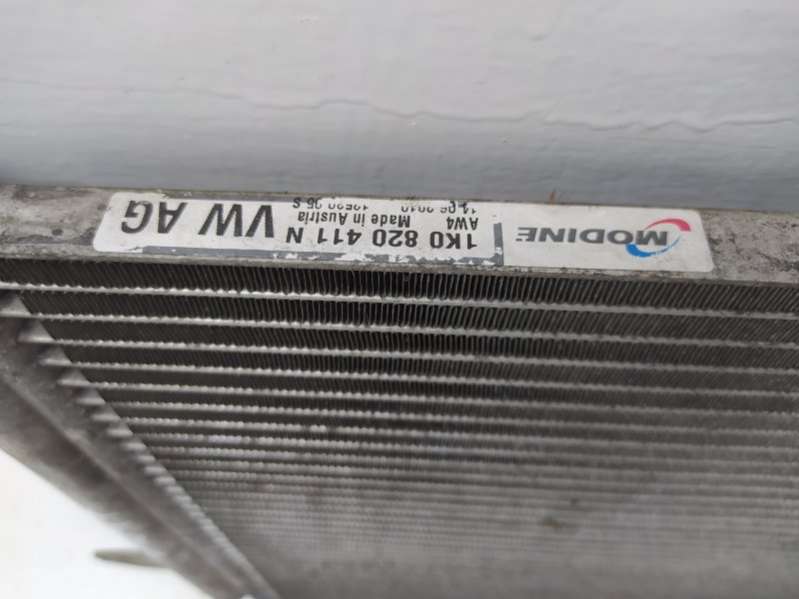 MODINE
1K0 820 411 N VW AG
AW4 Made in Austria